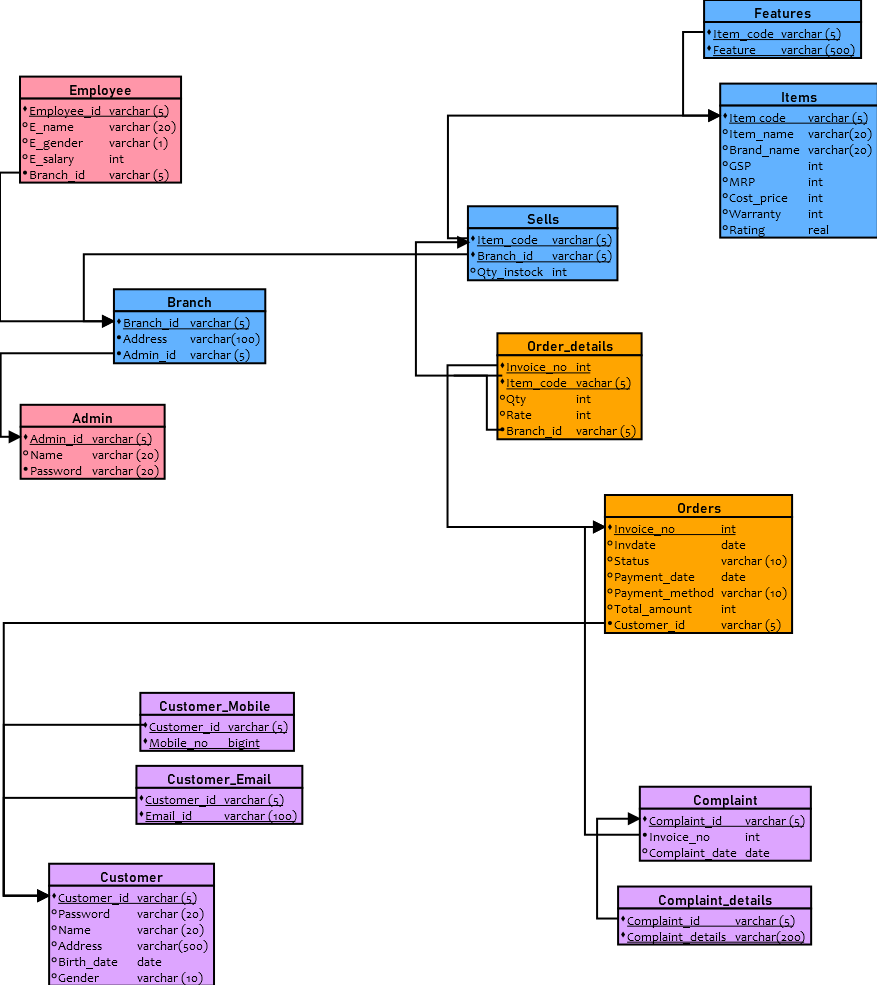 Features
Item_code varchar (5)
Feature varchar (500)
Employee
Employee_id varchar (5)
E_name varchar (20)
E_gender varchar (1)
E_salary int
Branch_id varchar (5)
Items
Item code varchar (5)
Item_name varchar(20)
Brand_name varchar(20)
GSP int
MRP int
Cost_price int
Warranty int
Rating real
Sells
Item_code varchar (5)
Branch_id varchar (5)
Qty_instock int
Branch
Branch_id varchar (5)
Address varchar(100)
Admin_id varchar (5)
Order_details
Invoice_no int
Item_code vachar (5)
Qty int
Rate int
Branch_id varchar (5)
Admin
Admin_id varchar (5)
Name varchar (20)
Password varchar (20)
Orders
Invoice_no int
Invdate date
Status varchar (10)
Payment_date date
Payment_method varchar (10)
Total_amount int
Customer_id varchar (5)
Customer_Mobile
Customer_id varchar (5)
Mobile_no bigint
Customer_Email
Customer_id varchar (5)
Email_id varchar (100)
Complaint
Complaint_id varchar (5)
Invoice_no int
Complaint_date date
Customer
Customer_id varchar (5)
Password varchar (20)
Name varchar (20)
Address varchar(500)
Birth_date date
Gender varchar (10)
Complaint_details
Complaint_id varchar (5)
Complaint_details varchar(200)